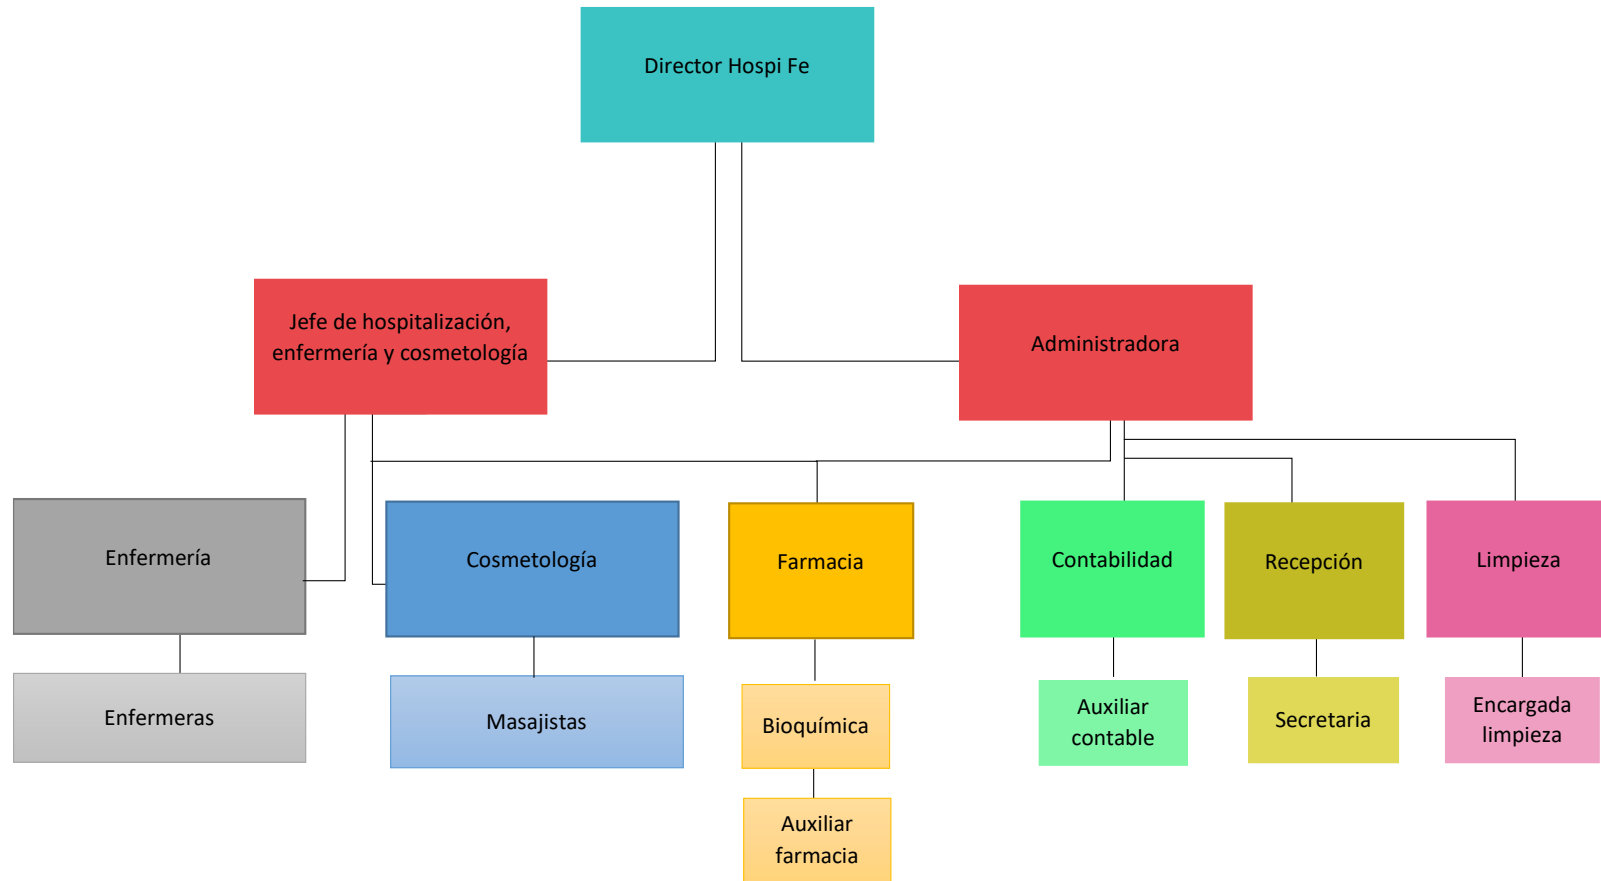 Director Hospi Fe
Jefe de hospitalización,
enfermería y cosmetología
Administradora
Enfermería
Cosmetología
Farmacia
Contabilidad
Recepción
Limpieza
Enfermeras
Masajistas
Bioquímica
Auxiliar
contable
Secretaria
Encargada
limpieza
Auxiliar
farmacia